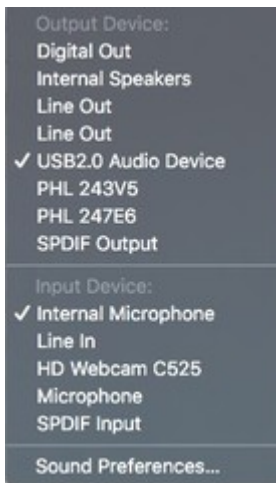 Output Device:
Digital Out
Internal Speakers
Line Out
Line Out
✓ USB2.0 Audio Device
PHL 243V5
PHL 247E6
SPDIF Output
Input Device:
✓ Internal Microphone
Line In
HD Webcam C525
Microphone
SPDIF Input
Sound Preferences...